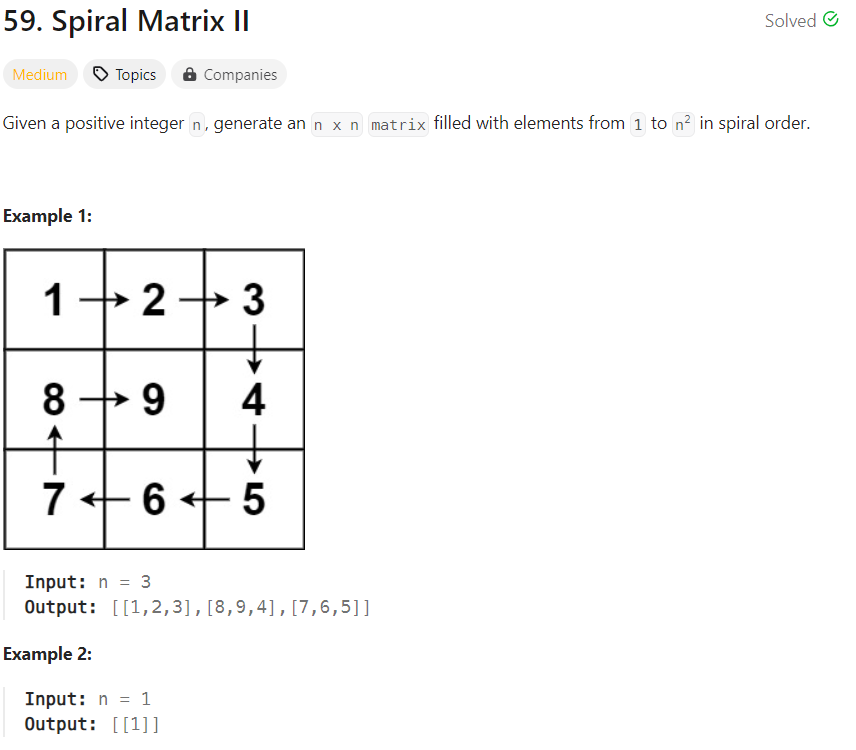 59. Spiral Matrix II
Solved
Medium Topics Companies
Given a positive integer n, generate an n x n matrix filled with elements from 1 to n² in spiral order.
Example 1:
1 2 3
8 9 4
7 6 5
Input: n = 3
Output: [[1,2,3],[8,9,4],[7,6,5]]
Example 2:
Input: n = 1
Output: [[1]]